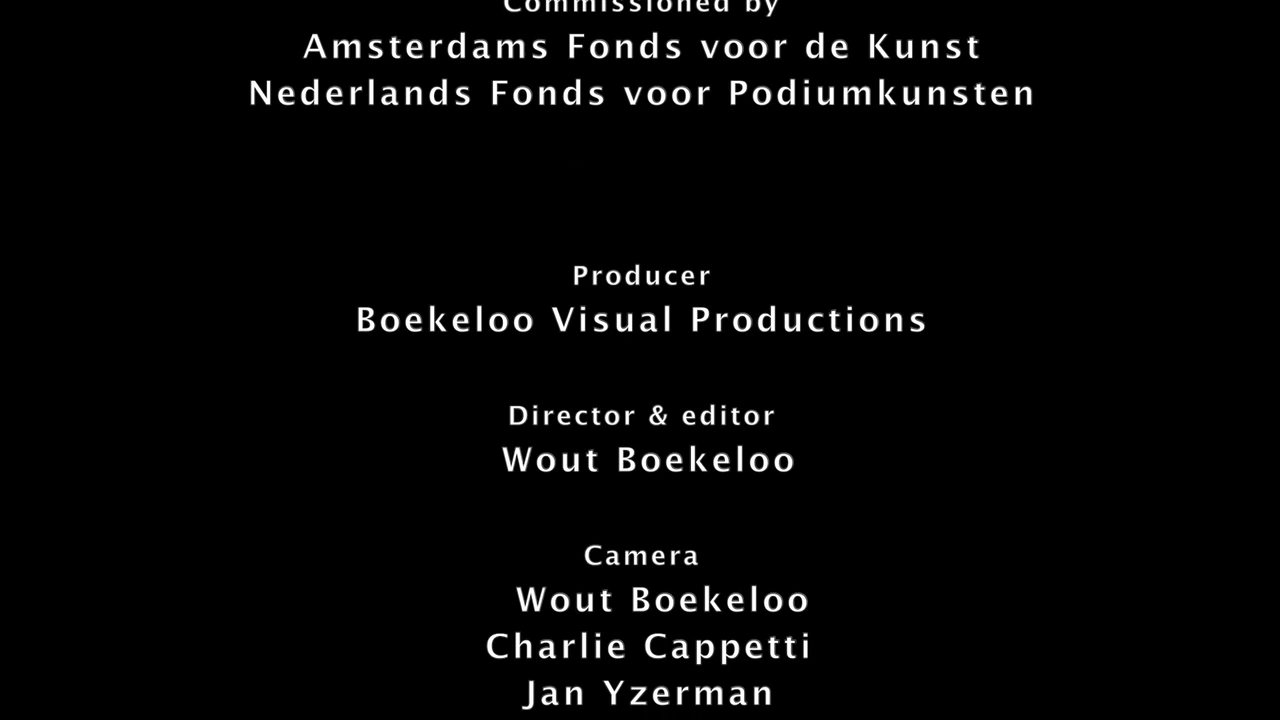 Commissioned by
Amsterdams Fonds voor de Kunst
Nederlands Fonds voor Podiumkunsten
Producer
Boekeloo Visual Productions
Director & editor
Wout Boekeloo
Camera
Wout Boekeloo
Charlie Cappetti
Jan Yzerman